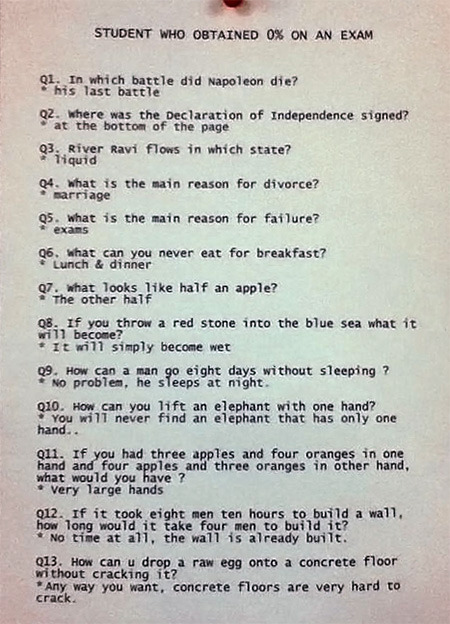 STUDENT WHO OBTAINED 0% ON AN EXAM
Q1. In which battle did Napoleon die?
* his last battle
Q2. Where was the Declaration of Independence signed?
* at the bottom of the page
Q3. River Ravi flows in which state?
* liquid
Q4. What is the main reason for divorce?
* marriage
Q5. What is the main reason for failure?
* exams
Q6. What can you never eat for breakfast?
* Lunch & dinner
Q7. What looks like half an apple?
* The other half
Q8. If you throw a red stone into the blue sea what it
will become?
* It will simply become wet
Q9. How can a man go eight days without sleeping ?
* No problem, he sleeps at night.
Q10. How can you lift an elephant with one hand?
* You will never find an elephant that has only one
hand..
Q11. If you had three apples and four oranges in one
hand and four apples and three oranges in other hand,
what would you have ?
* Very large hands
Q12. If it took eight men ten hours to build a wall,
how long would it take four men to build it?
* No time at all, the wall is already built.
Q13. How can u drop a raw egg onto a concrete floor
without cracking it?
*Any way you want, concrete floors are very hard to
crack.